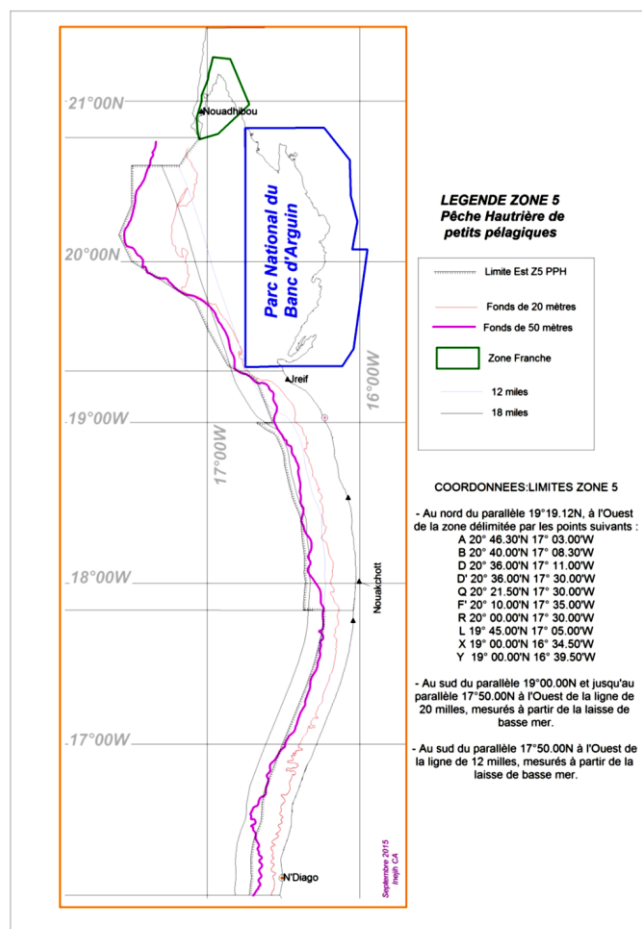 21°00'N
Nouadhibou
Parc National du
Banc d'Arguin
20°00'W
16°00'W
Jreif
19°00'W
17°00'W
18°00'W
Nouakchott
17°00'W
N'Diago
Septembre 2015
Inejih CA
LEGENDE ZONE 5
Pêche Hautrière de
petits pélagiques
Limite Est Z5 PPH
Fonds de 20 mètres
Fonds de 50 mètres
Zone Franche
12 miles
18 miles
COORDONNEES:LIMITES ZONE 5
- Au nord du parallèle 19°19.12N, à l'Ouest
de la zone délimitée par les points suivants :
A 20° 46.30'N 17° 03.00'W
B 20° 40.00'N 17° 08.30'W
D 20° 36.00'N 17° 11.00'W
D' 20° 36.00'N 17° 30.00'W
Q 20° 21.50'N 17° 30.00'W
F' 20° 10.00'N 17° 35.00'W
R 20° 00.00'N 17° 30.00'W
L 19° 45.00'N 17° 05.00'W
X 19° 00.00'N 16° 34.50'W
Y 19° 00.00'N 16° 39.50'W
- Au sud du parallèle 19°00.00N et jusqu'au
parallèle 17°50.00N à l'Ouest de la ligne de
20 milles, mesurés à partir de la laisse de
basse mer.
- Au sud du parallèle 17°50.00N à l'Ouest de
la ligne de 12 milles, mesurés à partir de la
laisse de basse mer.